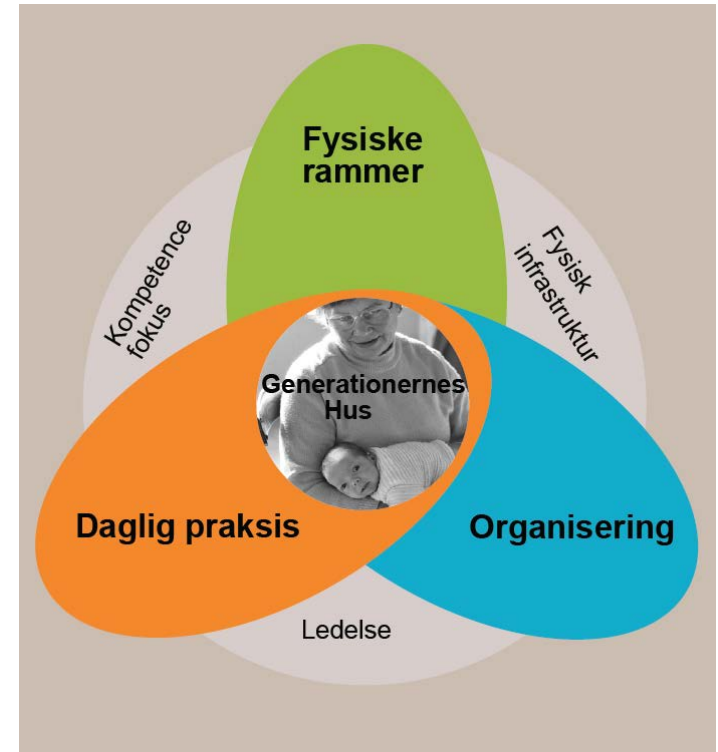 Fysiske
rammer
Kompetence
fokus
Fysisk
infrastruktur
Generationernes
Hus
Daglig praksis
Organisering
Ledelse